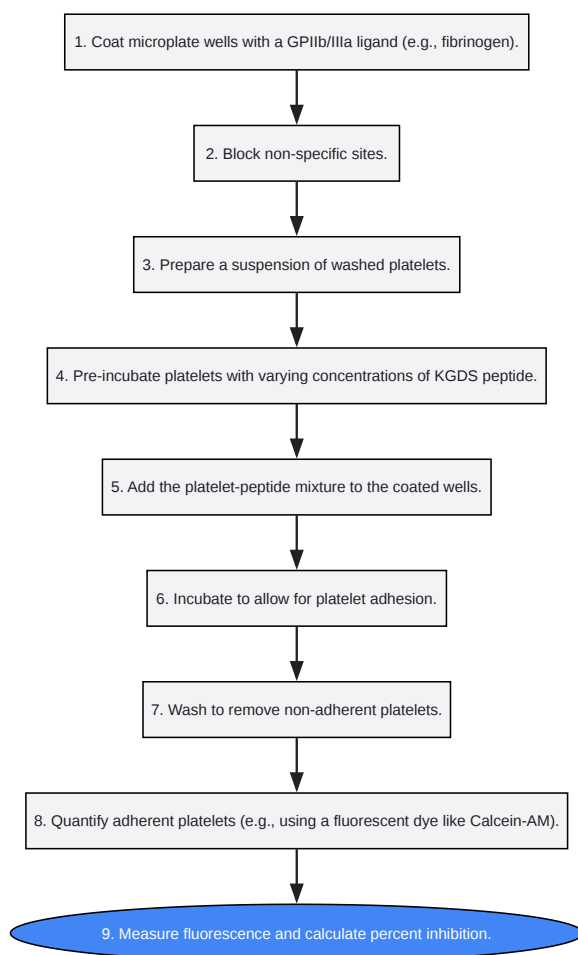 1. Coat microplate wells with a GPIIb/IIIa ligand (e.g., fibrinogen).
2. Block non-specific sites.
3. Prepare a suspension of washed platelets.
4. Pre-incubate platelets with varying concentrations of KGDS peptide.
5. Add the platelet-peptide mixture to the coated wells.
6. Incubate to allow for platelet adhesion.
7. Wash to remove non-adherent platelets.
8. Quantify adherent platelets (e.g., using a fluorescent dye like Calcein-AM).
9. Measure fluorescence and calculate percent inhibition.